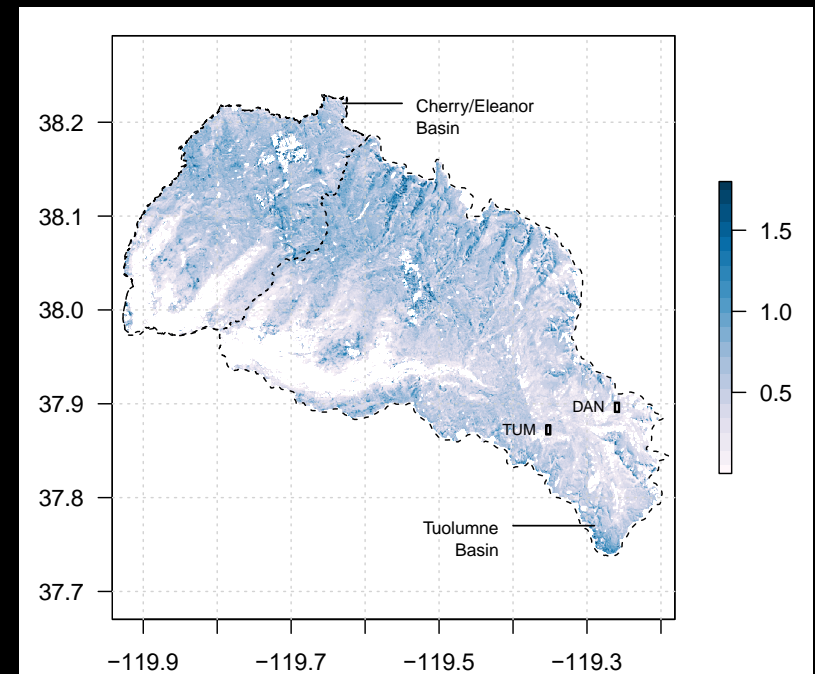 Cherry/Eleanor
Basin
38.2
38.1
38.0
37.9
37.8
37.7
DAN
TUM
Tuolumne
Basin
1.5
1.0
0.5
−119.9
−119.7
−119.5
−119.3